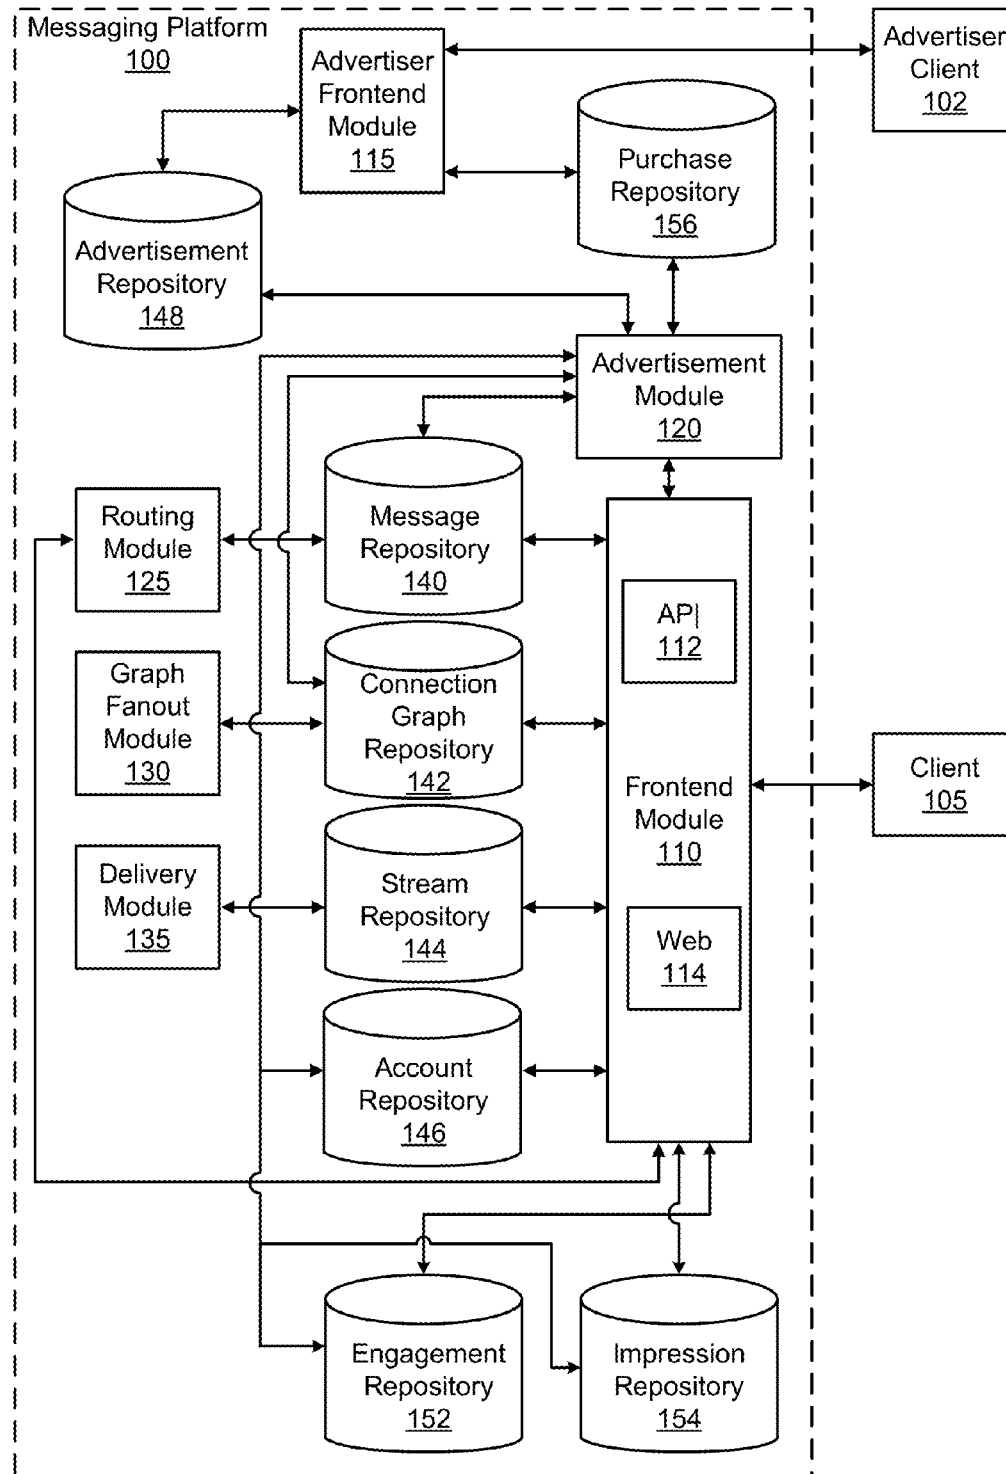 Messaging Platform
100
Advertiser
Frontend
Module
115
Advertiser
Client
102
Purchase
Repository
156
Advertisement
Repository
148
Advertisement
Module
120
Routing
Module
125
Message
Repository
140
API
112
Graph
Fanout
Module
130
Connection
Graph
Repository
142
Frontend
Module
110
Client
105
Delivery
Module
135
Stream
Repository
144
Web
114
Account
Repository
146
Engagement
Repository
152
Impression
Repository
154